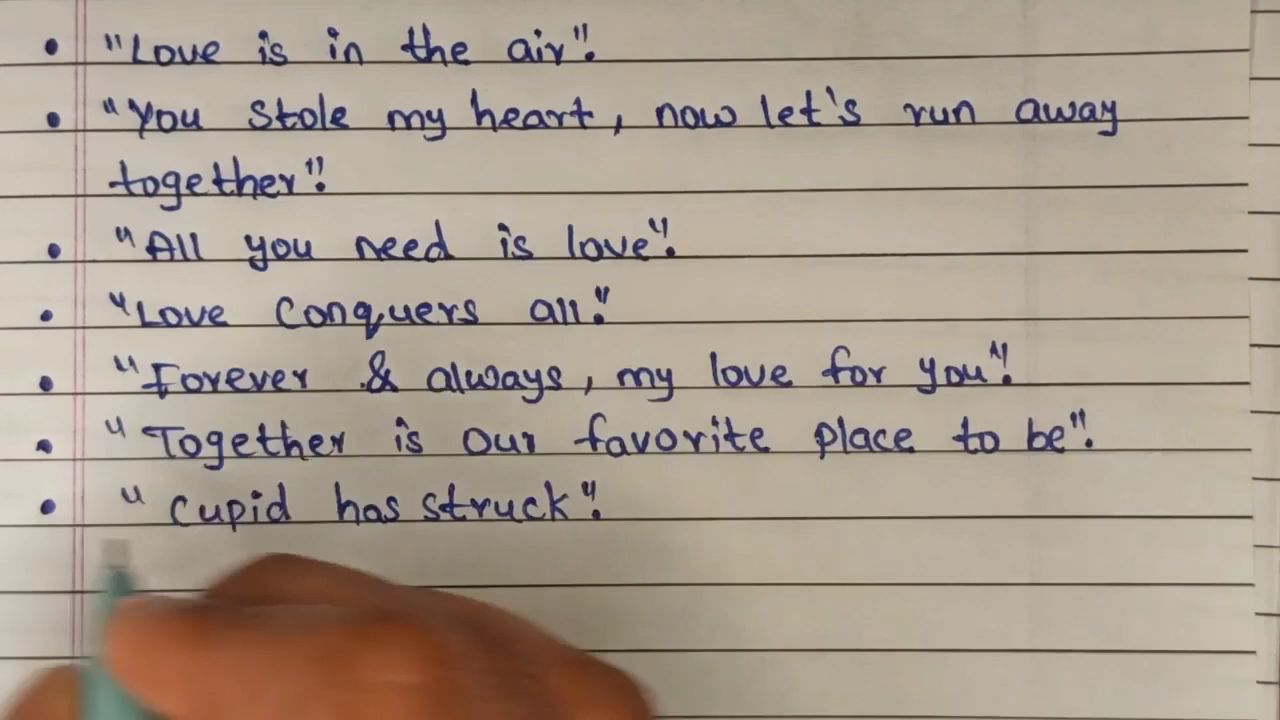 • "Love is in the air".
• "You stole my heart, now let's run away
together".
• "All you need is love".
• "Love conquers all."
• "Forever & always, my love for you".
• "Together is our favorite place to be".
• "Cupid has struck".